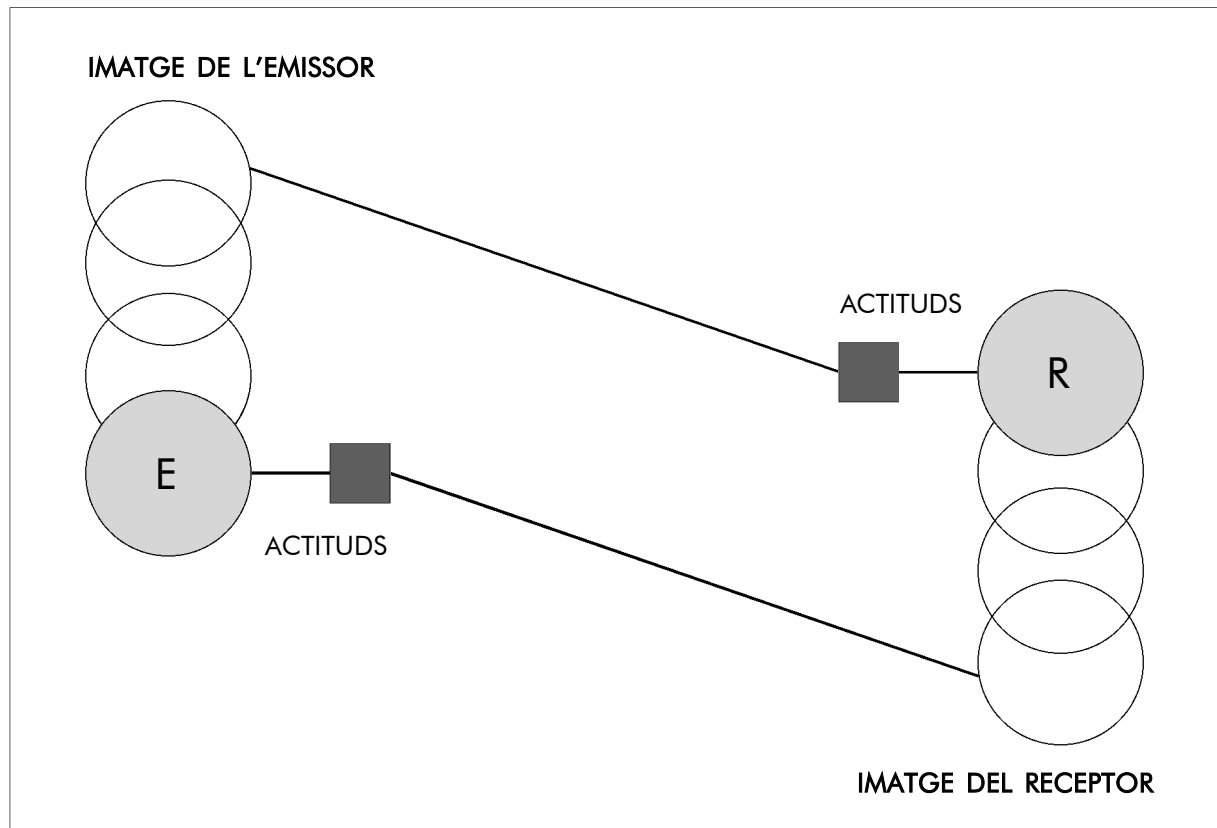 IMATGE DE L'EMISSOR
ACTITUDS
R
E
ACTITUDS
IMATGE DEL RECEPTOR